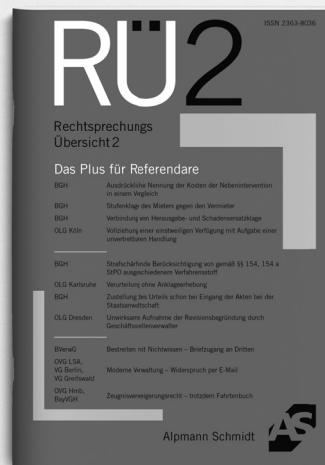 ISSN 2363-8036
RÜ2
Rechtsprechungs
Übersicht 2
Das Plus für Referendare
BGH Ausdrückliche Nennung der Kosten der Nebenintervention
in einem Vergleich
BGH Stufenklage des Mieters gegen den Vermieter
BGH Verbindung von Herausgabe- und Schadensersatzklage
OLG Köln Vollziehung einer einstweiligen Verfügung mit Aufgabe einer
unvertretbaren Handlung
BGH Strafschärfende Berücksichtigung von gemäß §§ 154, 154 a
StPO ausgeschiedenem Verfahrensstoff
OLG Karlsruhe Verurteilung ohne Anklageerhebung
BGH Zustellung des Urteils schon bei Eingang der Akten bei der
Staatsanwaltschaft
OLG Dresden Unwirksame Aufnahme der Revisionsbegründung durch
Geschäftsstellenverwalter
BVerwG Bestreiten mit Nichtwissen – Briefzugang an Dritten
OVG LSA,
VG Berlin, Moderne Verwaltung – Widerspruch per E-Mail
VG Greifswald
OVG Hmb,
BayVGH Zeugnisverweigerungsrecht – trotzdem Fahrtenbuch
Alpmann Schmidt
AS